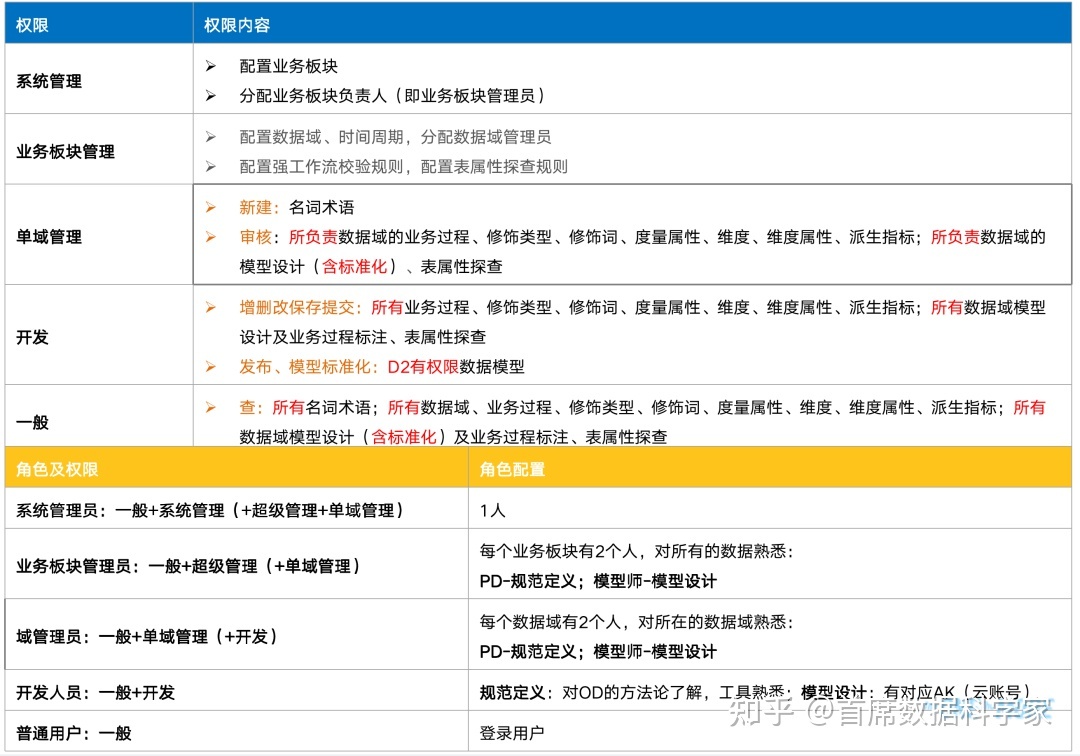 权限 权限内容
系统管理
➢ 配置业务板块
➢ 分配业务板块负责人（即业务板块管理员）
业务板块管理
➢ 配置数据域、时间周期，分配数据域管理员
➢ 配置强工作流校验规则，配置表属性探查规则
单域管理
➢ 新建：名词术语
➢ 审核：所负责数据域的业务过程、修饰类型、修饰词、度量属性、维度、维度属性、派生指标；所负责数据域的
模型设计（含标准化）、表属性探查
开发
➢ 增删改保存提交：所有业务过程、修饰类型、修饰词、度量属性、维度、维度属性、派生指标；所有数据域模型
设计及业务过程标注、表属性探查
➢ 发布、模型标准化：D2有权限数据模型
一般
➢ 查：所有名词术语；所有数据域、业务过程、修饰类型、修饰词、度量属性、维度、维度属性、派生指标；所有
数据域模型设计（含标准化）及业务过程标注、表属性探查
角色及权限 角色配置
系统管理员：一般+系统管理（+超级管理+单域管理） 1人
业务板块管理员：一般+超级管理（+单域管理）
每个业务板块有2个人，对所有的数据熟悉：
PD-规范定义；模型师-模型设计
域管理员：一般+单域管理（+开发）
每个数据域有2个人，对所在的数据域熟悉：
PD-规范定义；模型师-模型设计
开发人员：一般+开发 规范定义：对OD的方法论了解，工具熟悉；模型设计：有对应AK（云账号）
普通用户：一般 登录用户
知乎 @首席数据科学家